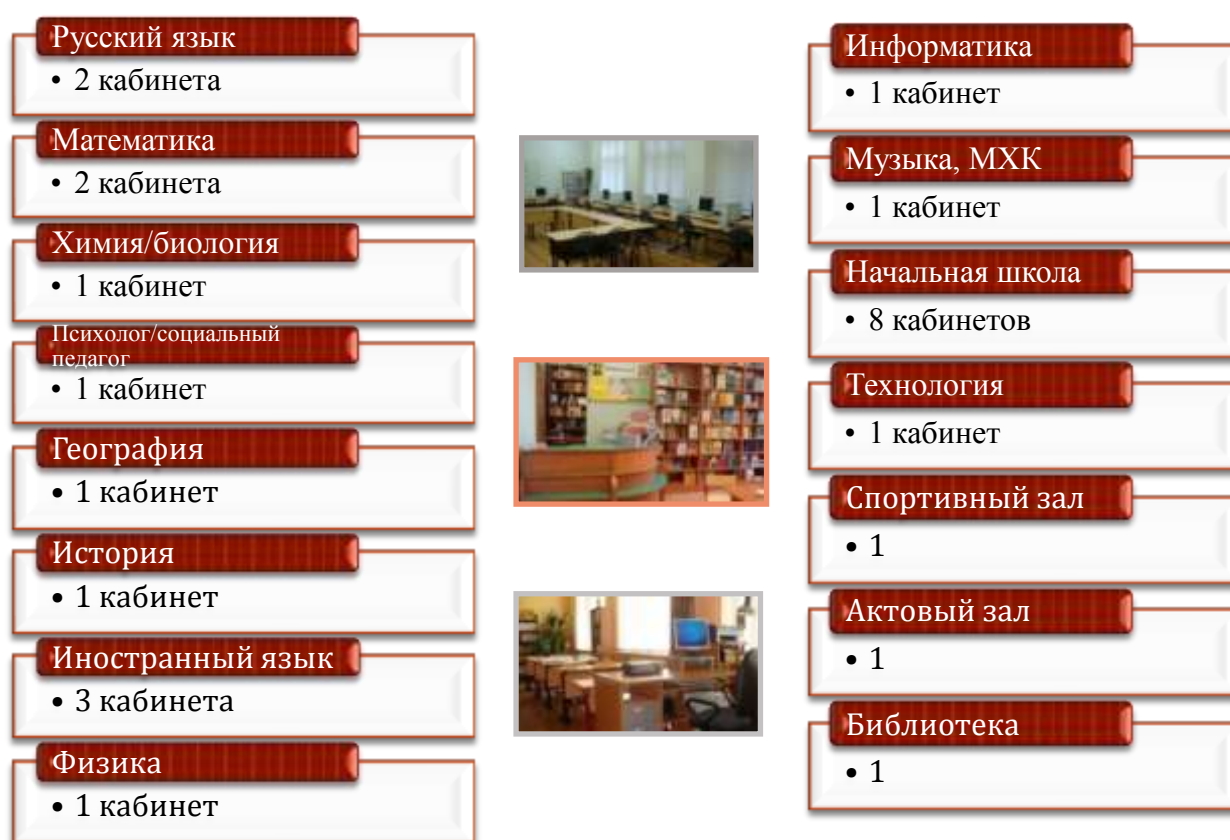 Русский язык
• 2 кабинета
Математика
• 2 кабинета
Химия/биология
• 1 кабинет
Психолог/социальный
педагог
• 1 кабинет
География
• 1 кабинет
История
• 1 кабинет
Иностранный язык
• 3 кабинета
Физика
• 1 кабинет
Информатика
• 1 кабинет
Музыка, МХК
• 1 кабинет
Начальная школа
• 8 кабинетов
Технология
• 1 кабинет
Спортивный зал
• 1
Актовый зал
• 1
Библиотека
• 1